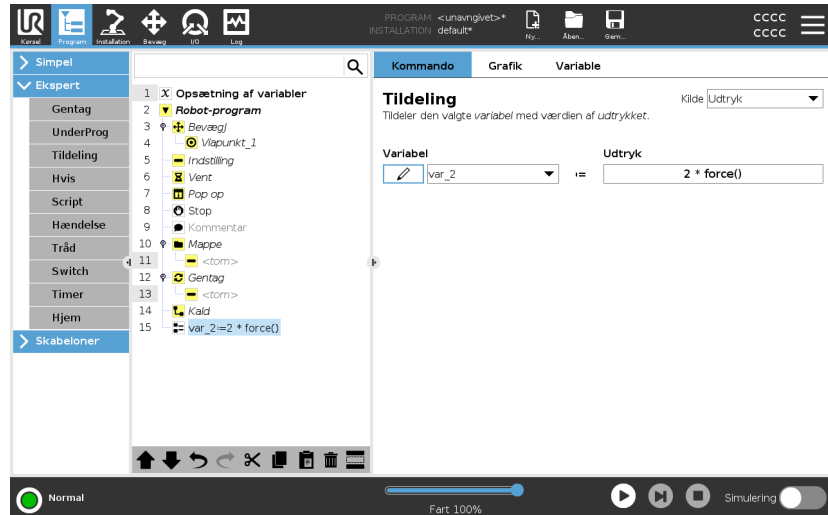 UR
Kørsel
Program
Installation
Bevæg
I/O
Log
PROGRAM <unavngivet>*
INSTALLATION default*
Ny...
Åben...
Gem...
cccc
cccc
Simpel
Ekspert
Gentag
UnderProg
Tildeling
Hvis
Script
Hændelse
Tråd
Switch
Timer
Hjem
Skabeloner
1 X Opsætning af variabler
2 Robot-program
3 BevægJ
4 Viapunkt_1
5 Indstilling
6 Vent
7 Pop op
8 Stop
9 Kommentar
10 Mappe
11 <tom>
12 Gentag
13 <tom>
14 Kald
15 var_2:=2 * force()
Kommando Grafik Variable
Tildeling
Kilde Udtryk
Tildeler den valgte variabel med værdien af udtrykket.
Variabel Udtryk
var_2 := 2 * force()
Normal
Fart 100%
Simulering